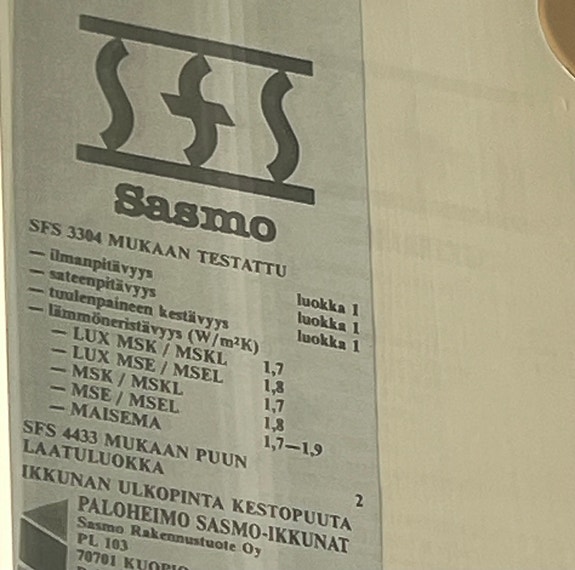 SfS
Sasmo
SFS 3304 MUKAAN TESTATTU
— ilmanpitävyys luokka 1
— sateenpitävyys luokka 1
— tuulenpaineen kestävyys luokka 1
— lämmöneristävyys (W/m²K)
— LUX MSK / MSKL 1,7
— LUX MSE / MSEL 1,8
— MSK / MSKL 1,7
— MSE / MSEL 1,8
— MAISEMA 1,7—1,9
SFS 4433 MUKAAN PUUN
LAATULUOKKA 2
IKKUNAN ULKOPINTA KESTOPUUTA
PALOHEIMO SASMO-IKKUNAT
Sasmo Rakennustuote Oy
PL 103
70701 KUOPIO